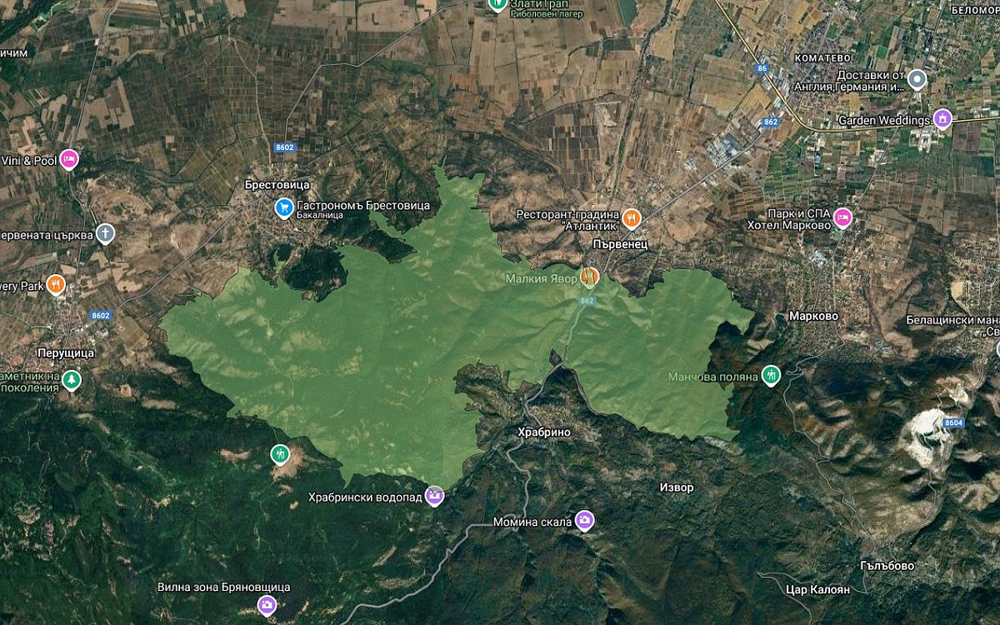 Злати Грап
Риболовен лагер
БЕЛОМОР
ичим
КОМАТЕВО
86
Доставки от
Англия,Германия и...
862
Garden Weddings
8602
Vini & Pool
Брестовица
Гастрономъ Брестовица
Бакалница
Ресторант-градина
"Атлантик"
Парк и СПА
Хотел Марково
ервената църква
Първенец
Малкия Явор
very Park
862
8602
Марково
Белащински мана
„Св
Перущица
аметник на
поколения
Манчова поляна
8604
Храбрино
Извор
Храбрински водопад
Момина скала
Гълъбово
Вилна зона Бряновщица
Цар Калоян